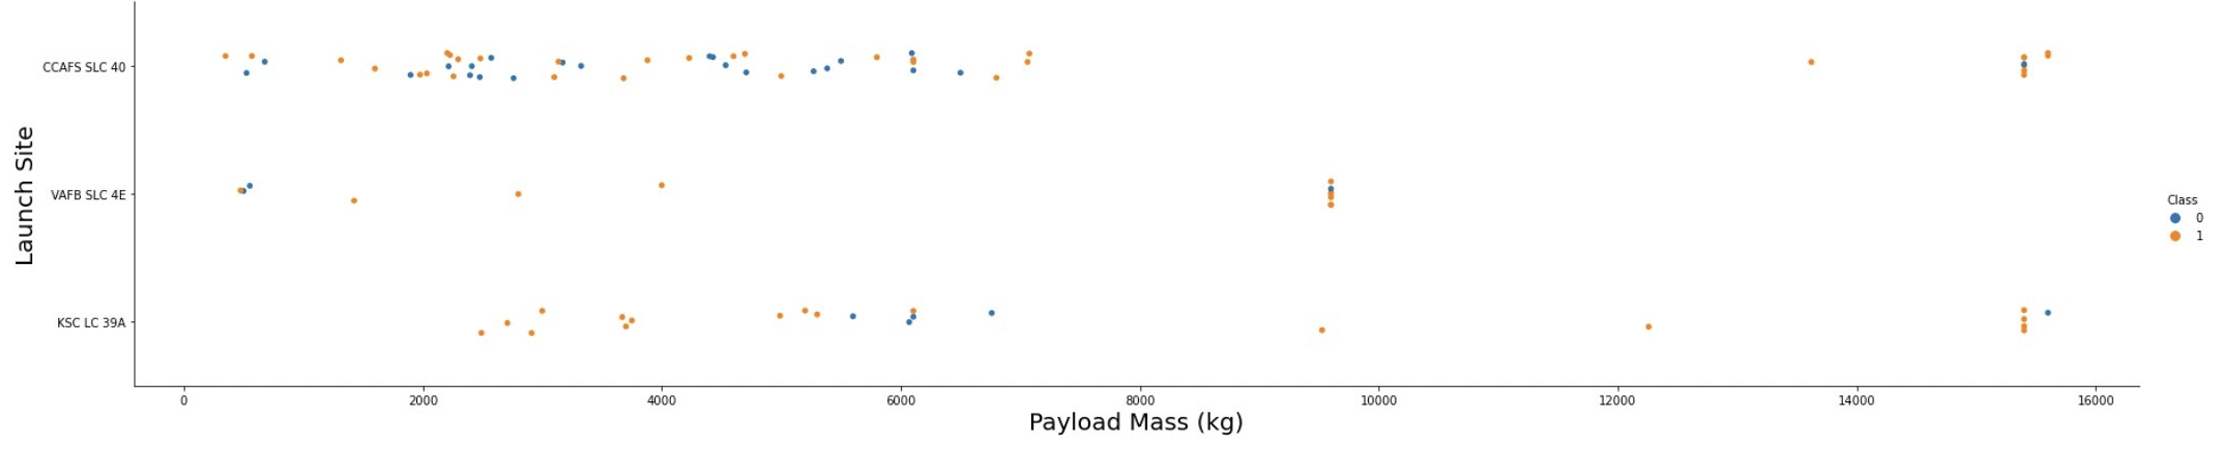 Launch Site
CCAFS SLC 40
VAFB SLC 4E
KSC LC 39A
0 2000 4000 6000 8000 10000 12000 14000 16000
Payload Mass (kg)
Class
0
1